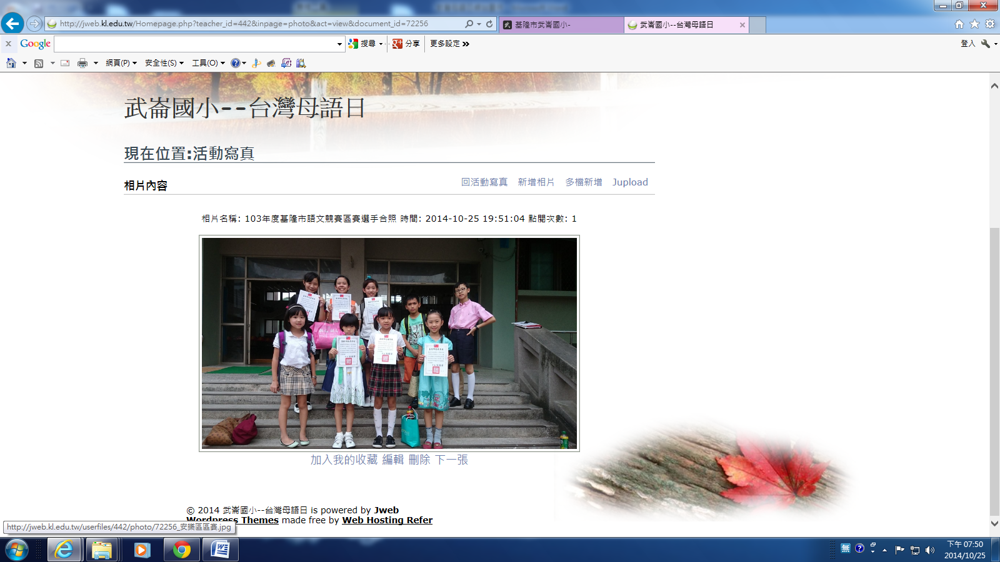 http://jweb.kl.edu.tw/Homepage.php?teacher_id=442&inpage=photo&act=view&document_id=72256
基隆市武崙國小-
武崙國小--台灣母語日
x Google 搜尋 分享 更多設定 » 登入
網頁(P) 安全性(S) 工具(O)
武崙國小--台灣母語日
現在位置:活動寫真
相片內容
回活動寫真 新增相片 多檔新增 Jupload
相片名稱: 103年度基隆市語文競賽區賽選手合照 時間: 2014-10-25 19:51:04 點閱次數: 1
加入我的收藏 編輯 刪除 下一張
© 2014 武崙國小--台灣母語日 is powered by Jweb
Wordpress Themes made free by Web Hosting Refer
http://jweb.kl.edu.tw/userfiles/442/photo/72256_安樂區區賽.jpg
無
下午 07:50
2014/10/25